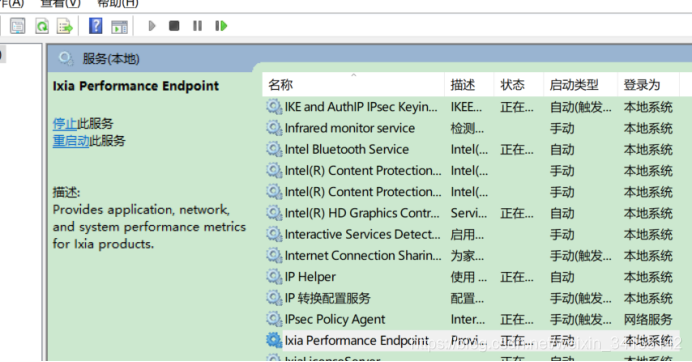 查看(V) 帮助(H)
服务(本地)
Ixia Performance Endpoint
停止此服务
重启动此服务
描述:
Provides application, network,
and system performance metrics
for Ixia products.
名称 描述 状态 启动类型 登录为
IKE and AuthIP IPsec Keyin... IKEE... 正在... 自动(触发... 本地系统
Infrared monitor service 检测... 手动 本地系统
Intel Bluetooth Service Intel(... 正在... 自动 本地系统
Intel(R) Content Protection... Intel(... 手动 本地系统
Intel(R) Content Protection... Intel(... 手动 本地系统
Intel(R) HD Graphics Contr... Servi... 正在... 自动 本地系统
Interactive Services Detect... 启用... 手动 本地系统
Internet Connection Sharin... 为家... 手动(触发... 本地系统
IP Helper 使用 ... 正在... 自动 本地系统
IP 转换配置服务 配置... 手动(触发... 本地系统
IPsec Policy Agent Inter... 正在... 手动(触发... 网络服务
Ixia Performance Endpoint Provi... 正在... 手动 本地系统
IxiaLicenseServer 正在... 自动 本地系统